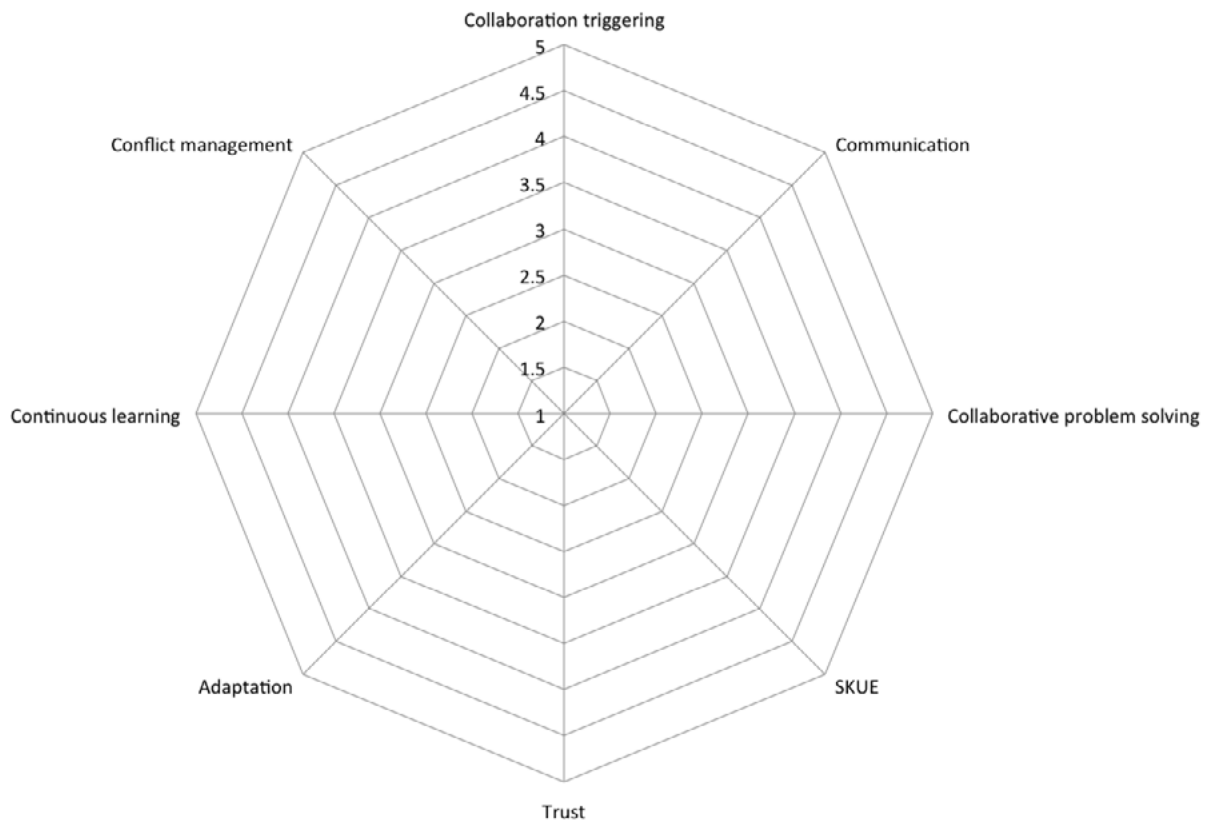 Collaboration triggering
5
4.5
Conflict management
4
Communication
3.5
3
2.5
2
1.5
Continuous learning
1
Collaborative problem solving
Adaptation
SKUE
Trust